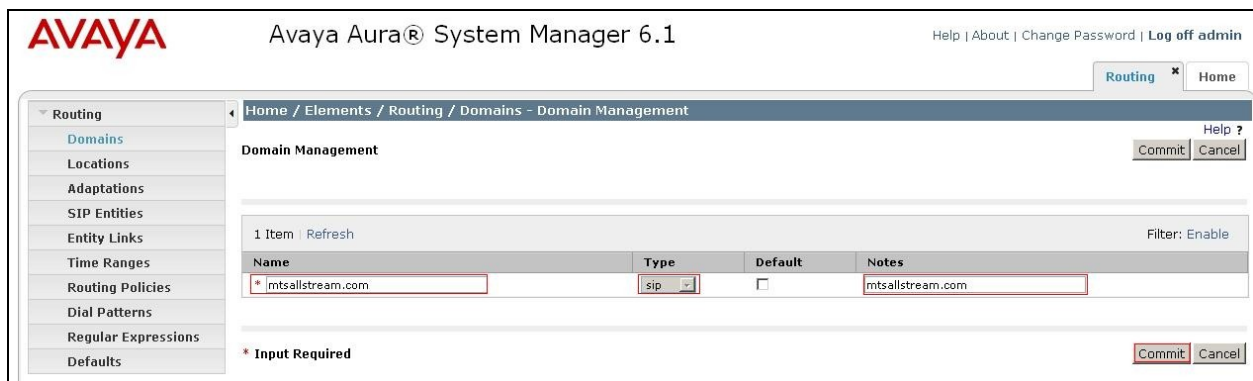 AVAYA
Avaya Aura® System Manager 6.1
Help | About | Change Password | Log off admin
Routing × Home
Routing
Domains
Locations
Adaptations
SIP Entities
Entity Links
Time Ranges
Routing Policies
Dial Patterns
Regular Expressions
Defaults
Home / Elements / Routing / Domains - Domain Management
Help ?
Domain Management
Commit Cancel
1 Item | Refresh
Filter: Enable
Name Type Default Notes
* mtsallstream.com sip mtsallstream.com
* Input Required
Commit Cancel